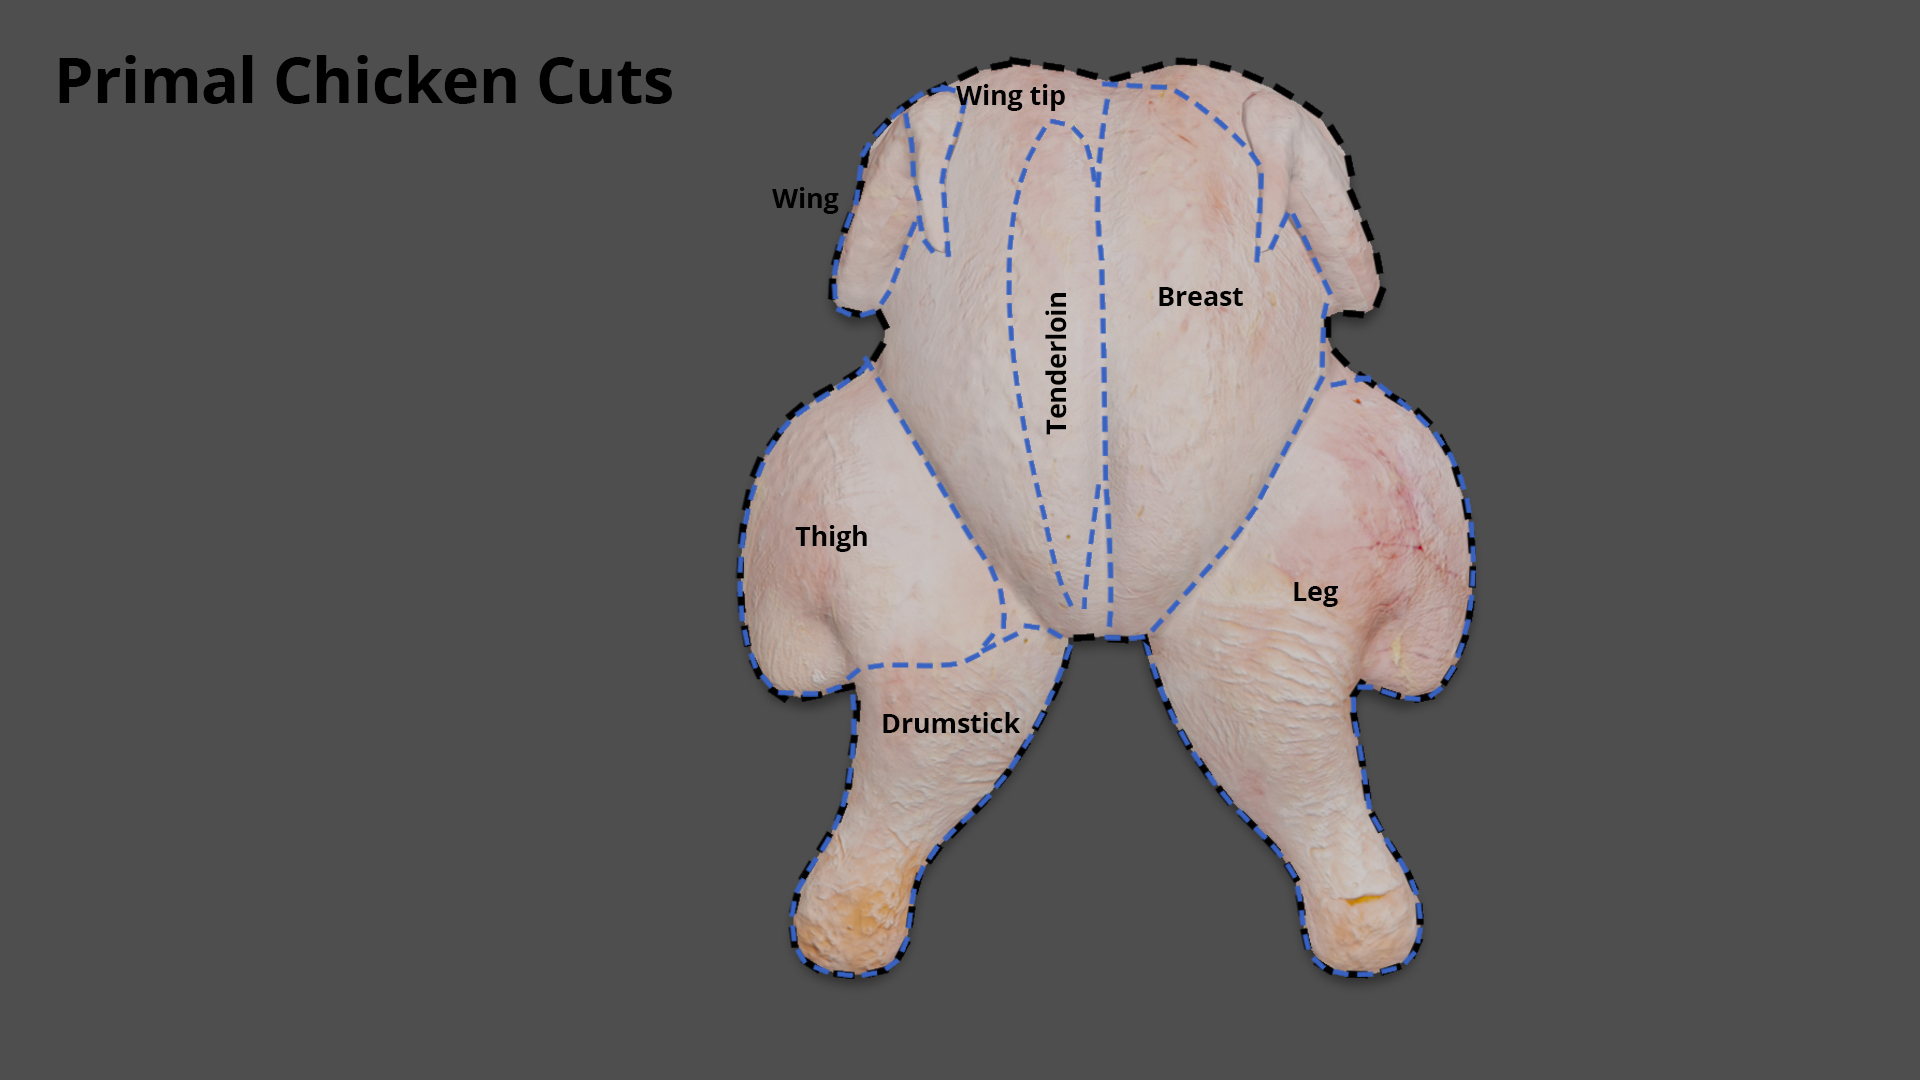 Primal Chicken Cuts
Wing tip
Wing
Breast
Tenderloin
Thigh
Leg
Drumstick